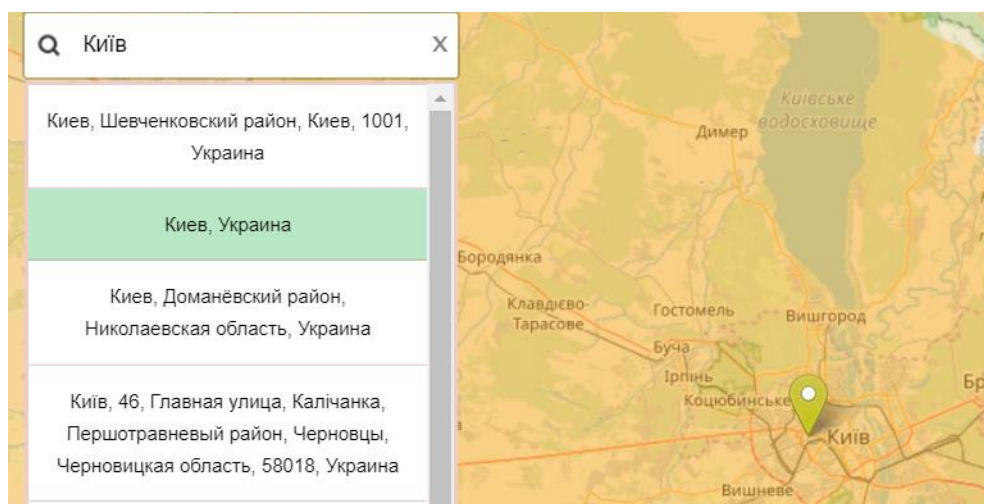 Київ X
Киев, Шевченковский район, Киев, 1001,
Украина
Киев, Украина
Киев, Доманёвский район,
Николаевская область, Украина
Київ, 46, Главная улица, Калічанка,
Першотравневый район, Черновцы,
Черновицкая область, 58018, Украина
Київське
водосховище
Димер
Бородянка
Клавдієво-
Тарасове
Гостомель
Вишгород
Буча
Ірпінь
Коцюбинське
Бр
Київ
Вишневе